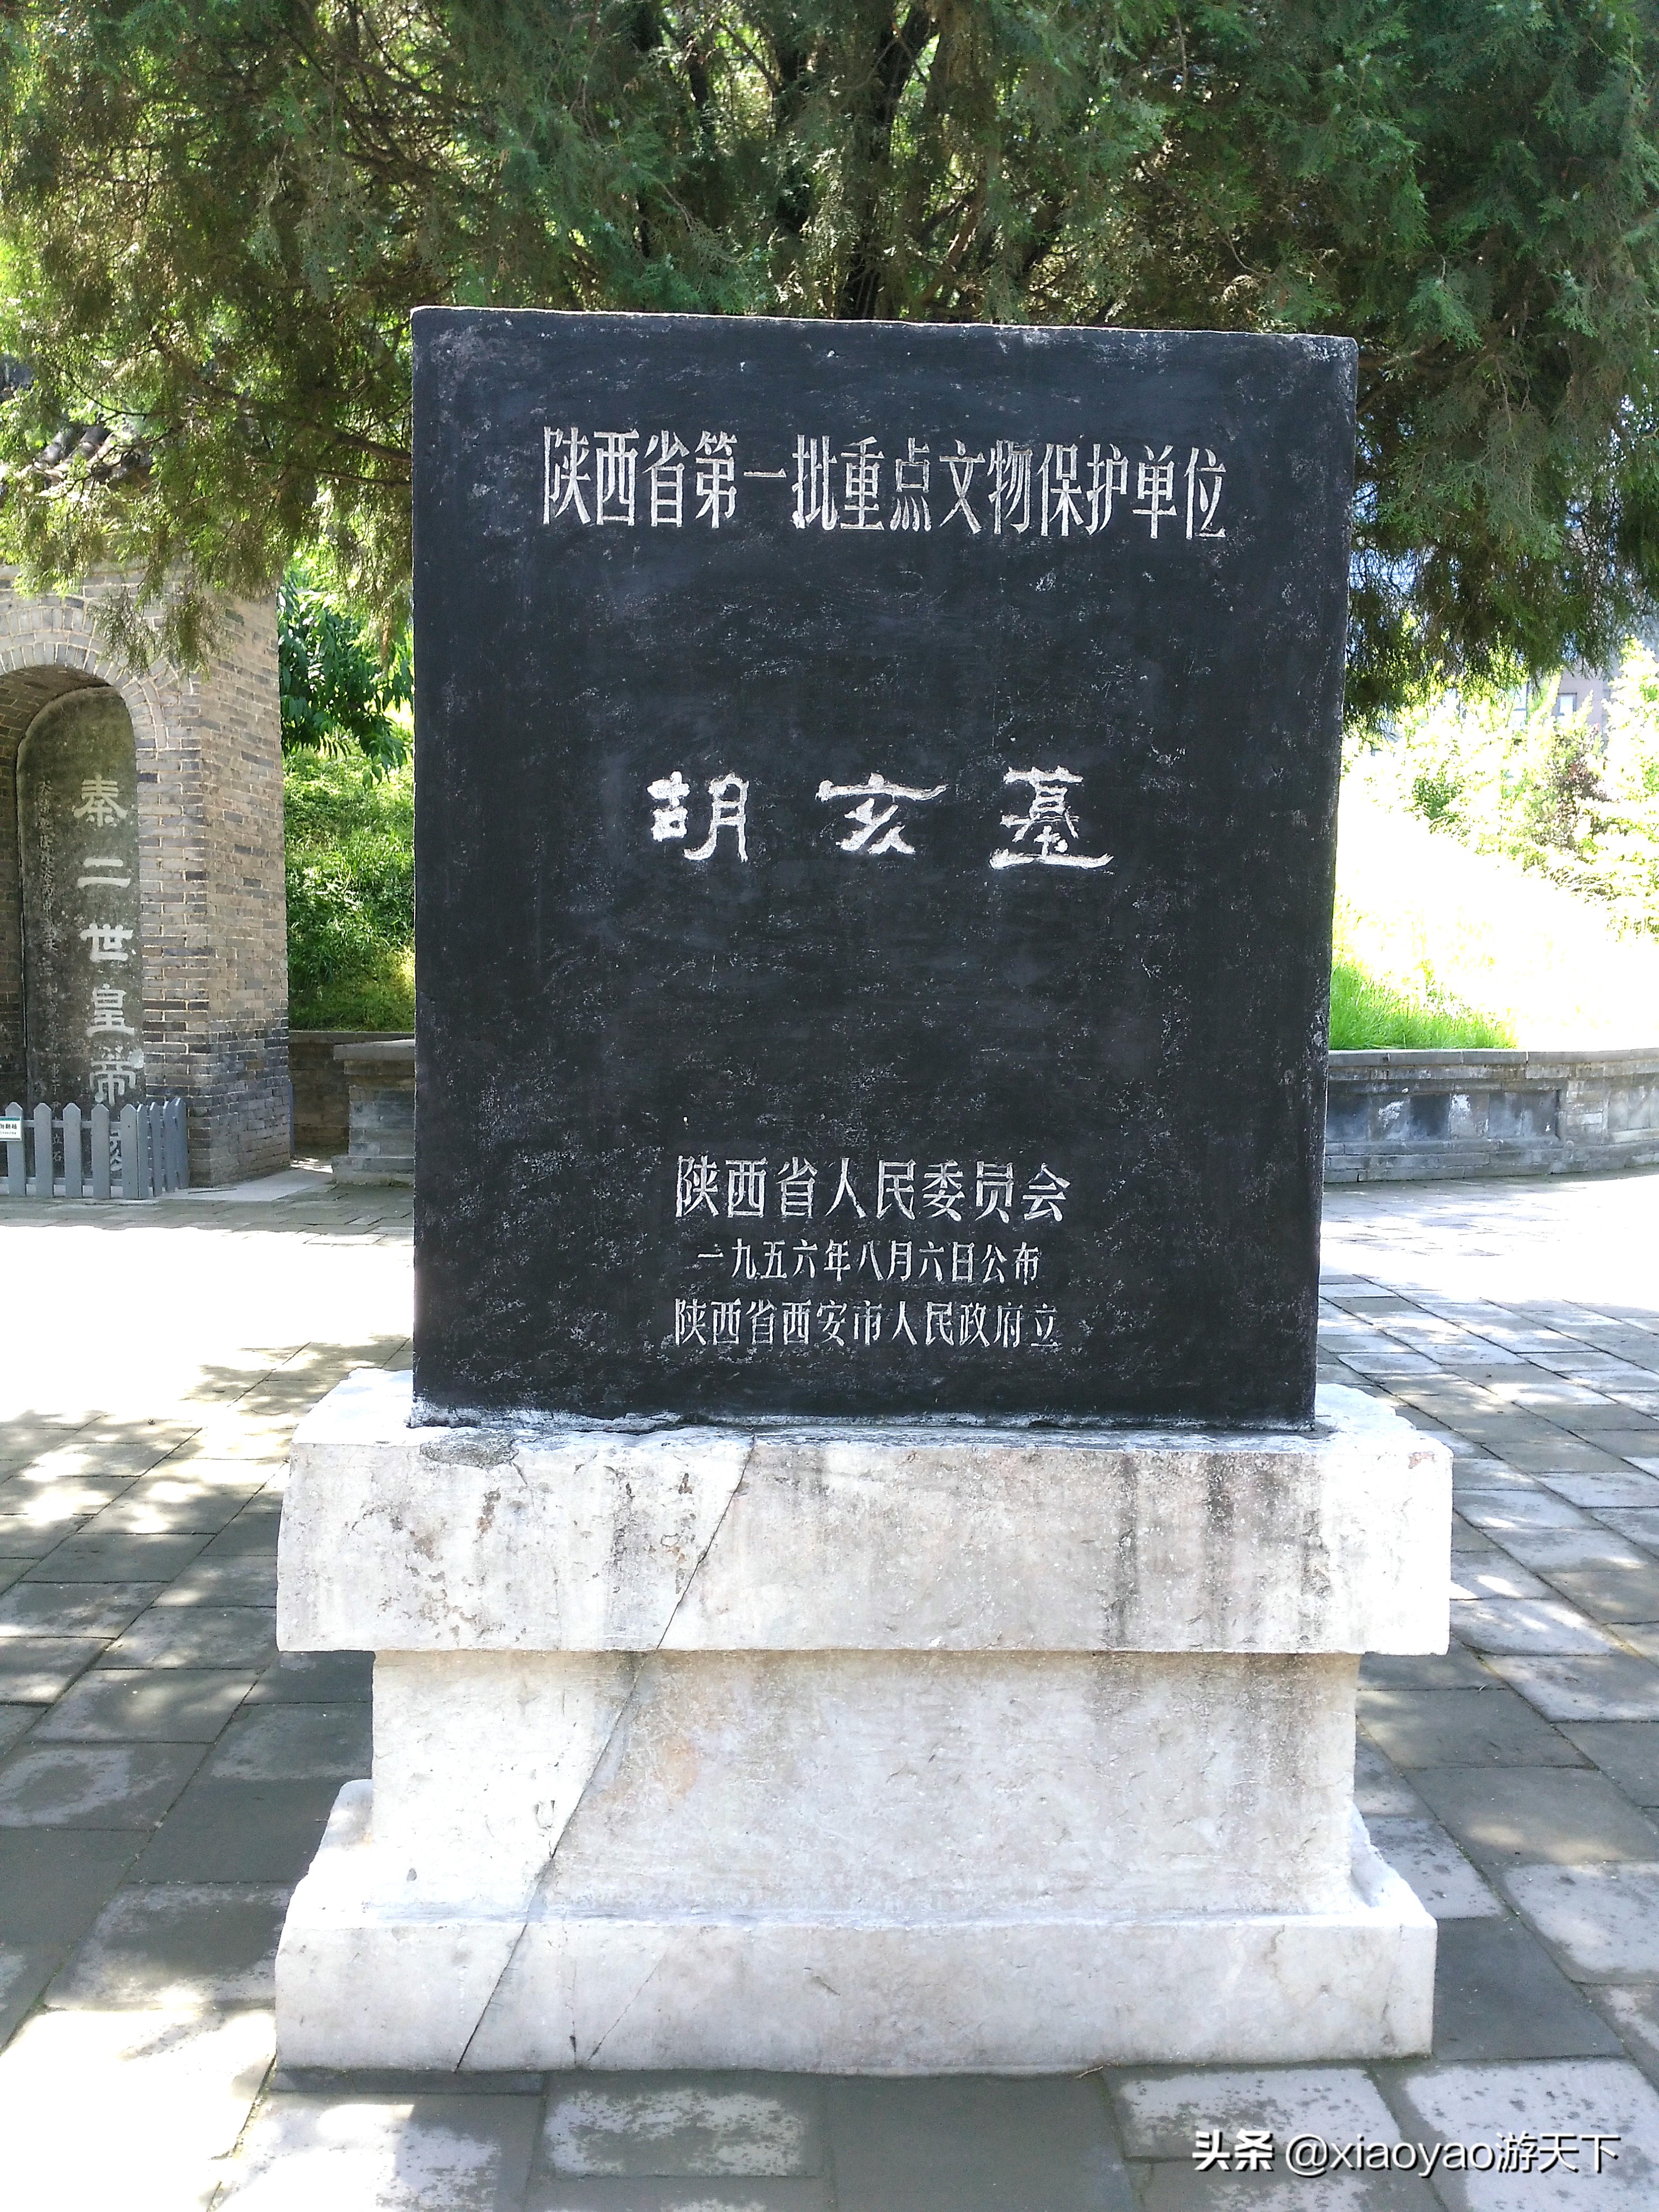 陕西省第一批重点文物保护单位
胡亥墓
陕西省人民委员会
一九五六年八月六日公布
陕西省西安市人民政府立
秦二世皇帝
头条 @xiaoyao游天下